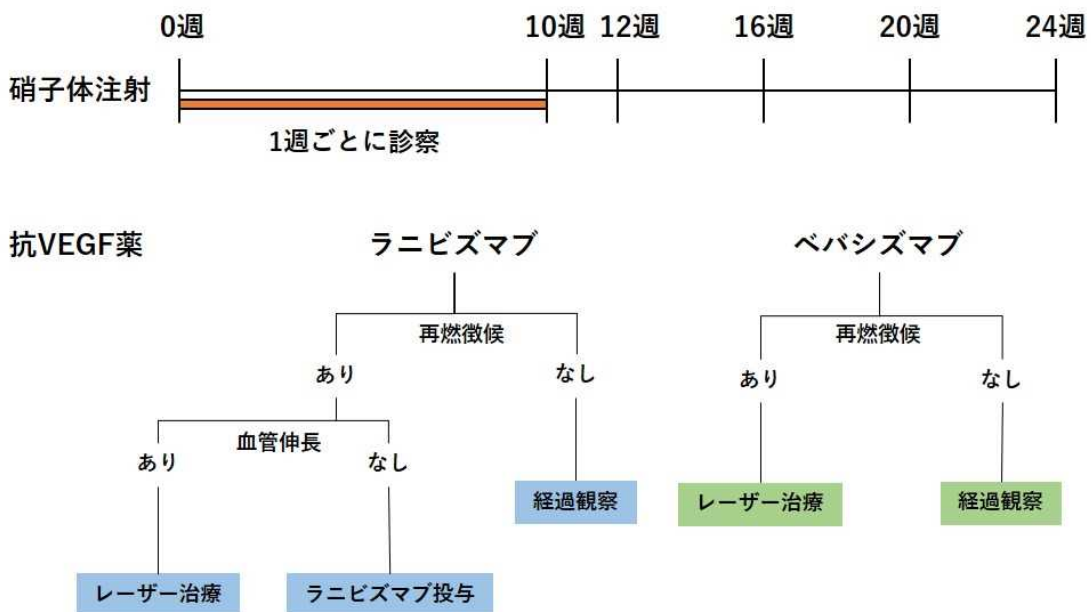 0週 10週 12週 16週 20週 24週
硝子体注射
1週ごとに診察
抗VEGF薬 ラニビズマブ ベバシズマブ
再燃徴候 再燃徴候
あり なし あり なし
血管伸長
あり なし
経過観察 レーザー治療 経過観察
レーザー治療 ラニビズマブ投与